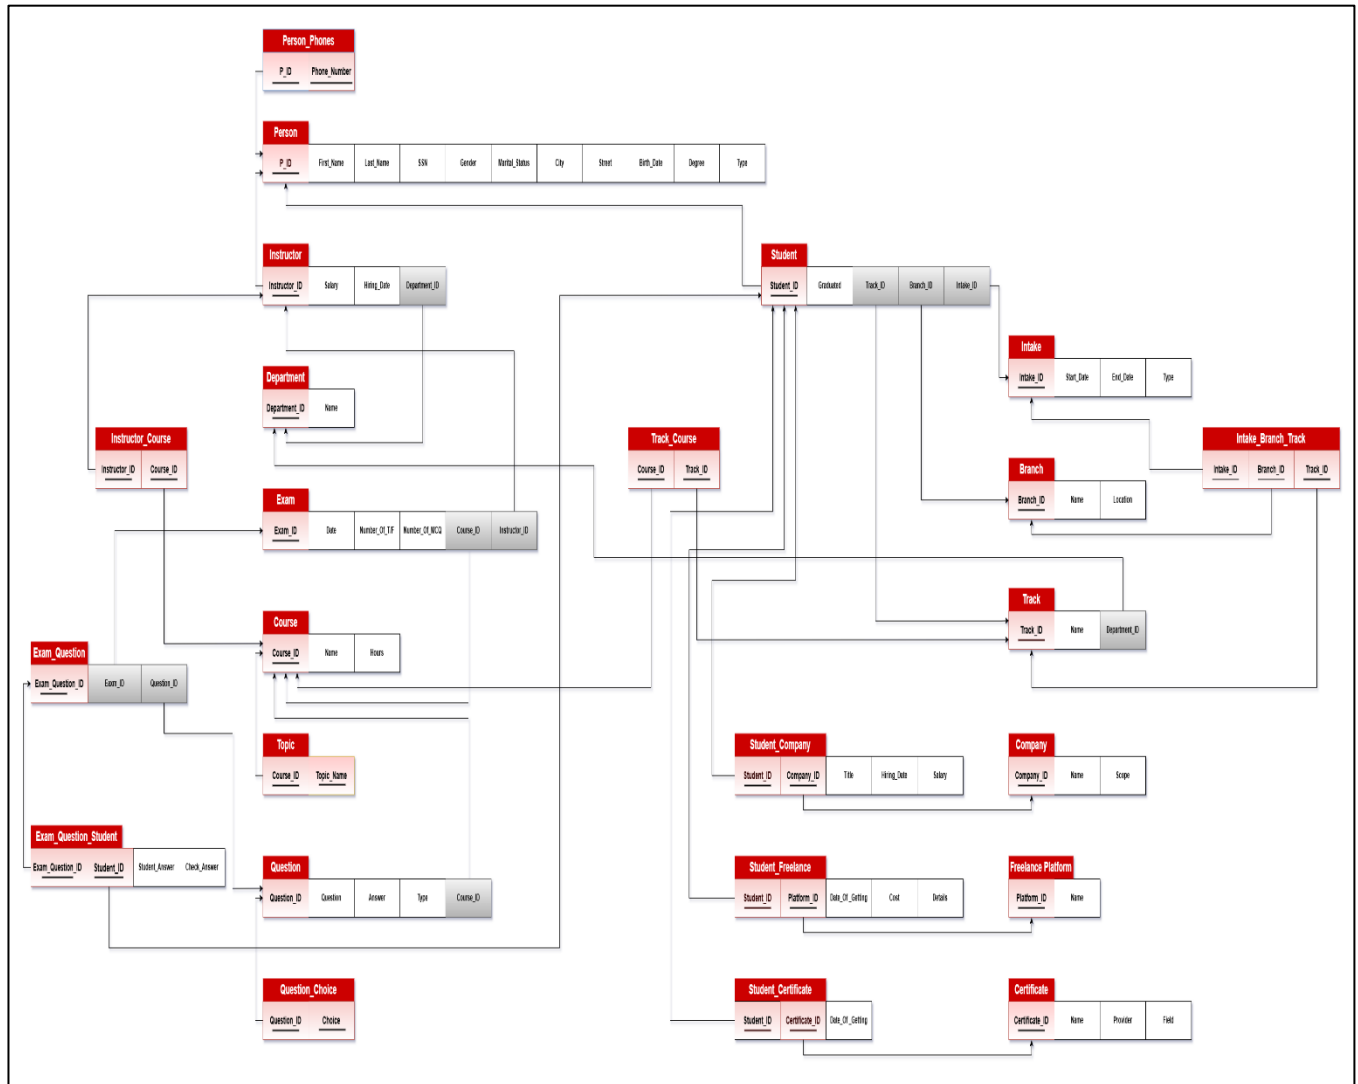 Person_Phones
P_ID Phone_Number
Person
P_ID First_Name Last_Name SSN Gender Marital_Status City Street Birth_Date Degree Type
Instructor
Instructor_ID Salary Hiring_Date Department_ID
Student
Student_ID Graduated Track_ID Branch_ID Intake_ID
Intake
Intake_ID Start_Date End_Date Type
Department
Department_ID Name
Instructor_Course
Instructor_ID Course_ID
Track_Course
Course_ID Track_ID
Intake_Branch_Track
Intake_ID Branch_ID Track_ID
Branch
Branch_ID Name Location
Exam
Exam_ID Date Number_Of_T/F Number_Of_MCQ Course_ID Instructor_ID
Track
Track_ID Name Department_ID
Course
Course_ID Name Hours
Exam_Question
Exam_Question_ID Exam_ID Question_ID
Topic
Course_ID Topic_Name
Student_Company
Student_ID Company_ID Title Hiring_Date Salary
Company
Company_ID Name Scope
Exam_Question_Student
Exam_Question_ID Student_ID Student_Answer Check_Answer
Question
Question_ID Question Answer Type Course_ID
Student_Freelance
Student_ID Platform_ID Date_Of_Getting Cost Details
Freelance Platform
Platform_ID Name
Question_Choice
Question_ID Choice
Student_Certificate
Student_ID Certificate_ID Date_Of_Getting
Certificate
Certificate_ID Name Provider Field